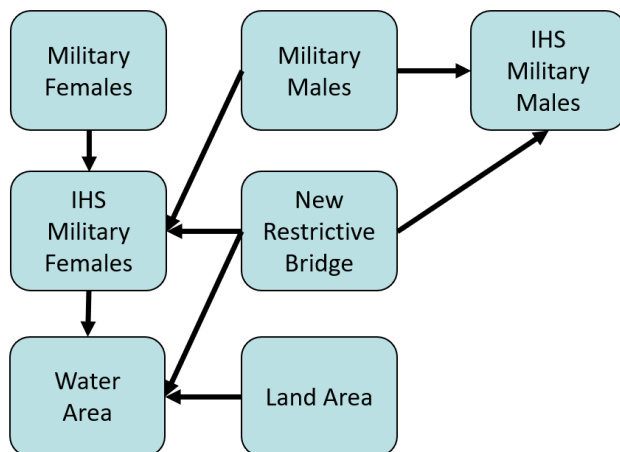 Military
Females
Military
Males
IHS
Military
Males
IHS
Military
Females
New
Restrictive
Bridge
Water
Area
Land Area